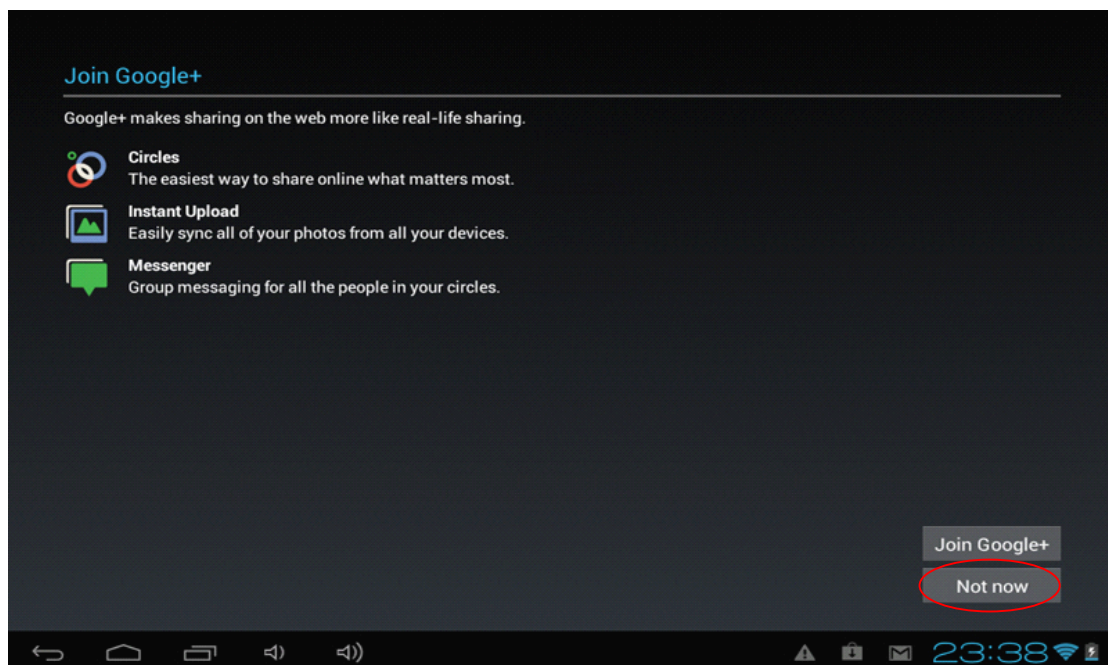 Join Google+
Google+ makes sharing on the web more like real-life sharing.
Circles
The easiest way to share online what matters most.
Instant Upload
Easily sync all of your photos from all your devices.
Messenger
Group messaging for all the people in your circles.
Join Google+
Not now
23:38